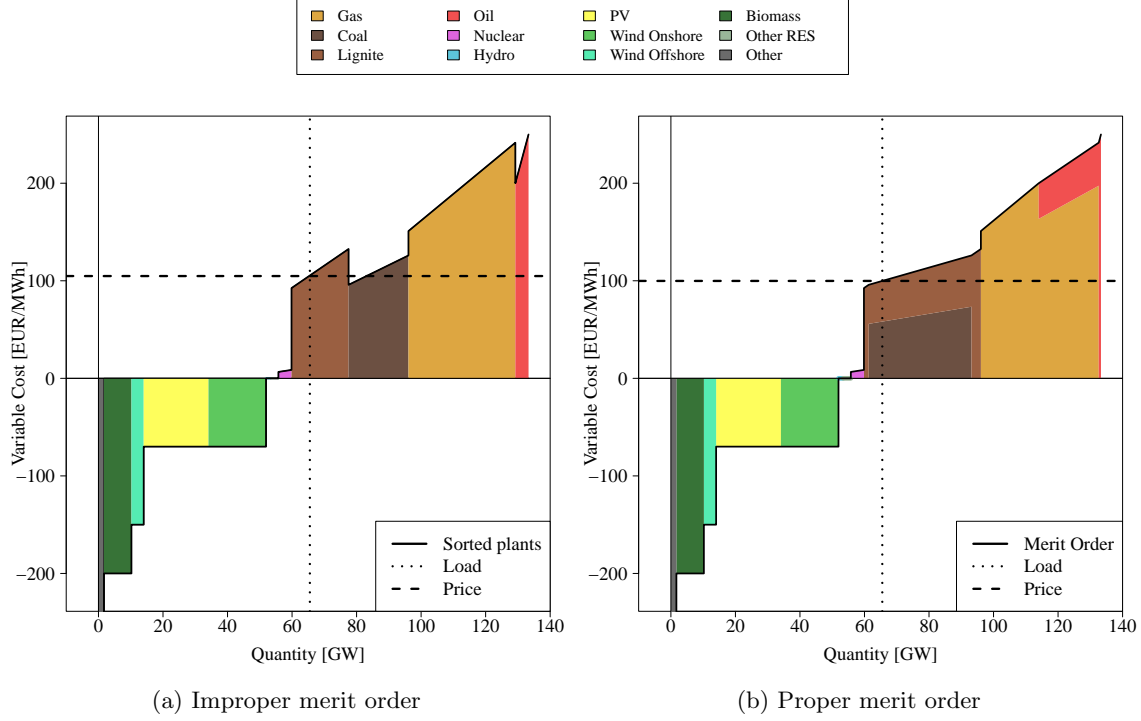 Gas Oil PV Biomass
Coal Nuclear Wind Onshore Other RES
Lignite Hydro Wind Offshore Other
Variable Cost [EUR/MWh]
200
100
0
−100
−200
Sorted plants
Load
Price
0 20 40 60 80 100 120 140
Quantity [GW]
(a) Improper merit order
Variable Cost [EUR/MWh]
200
100
0
−100
−200
Merit Order
Load
Price
0 20 40 60 80 100 120 140
Quantity [GW]
(b) Proper merit order